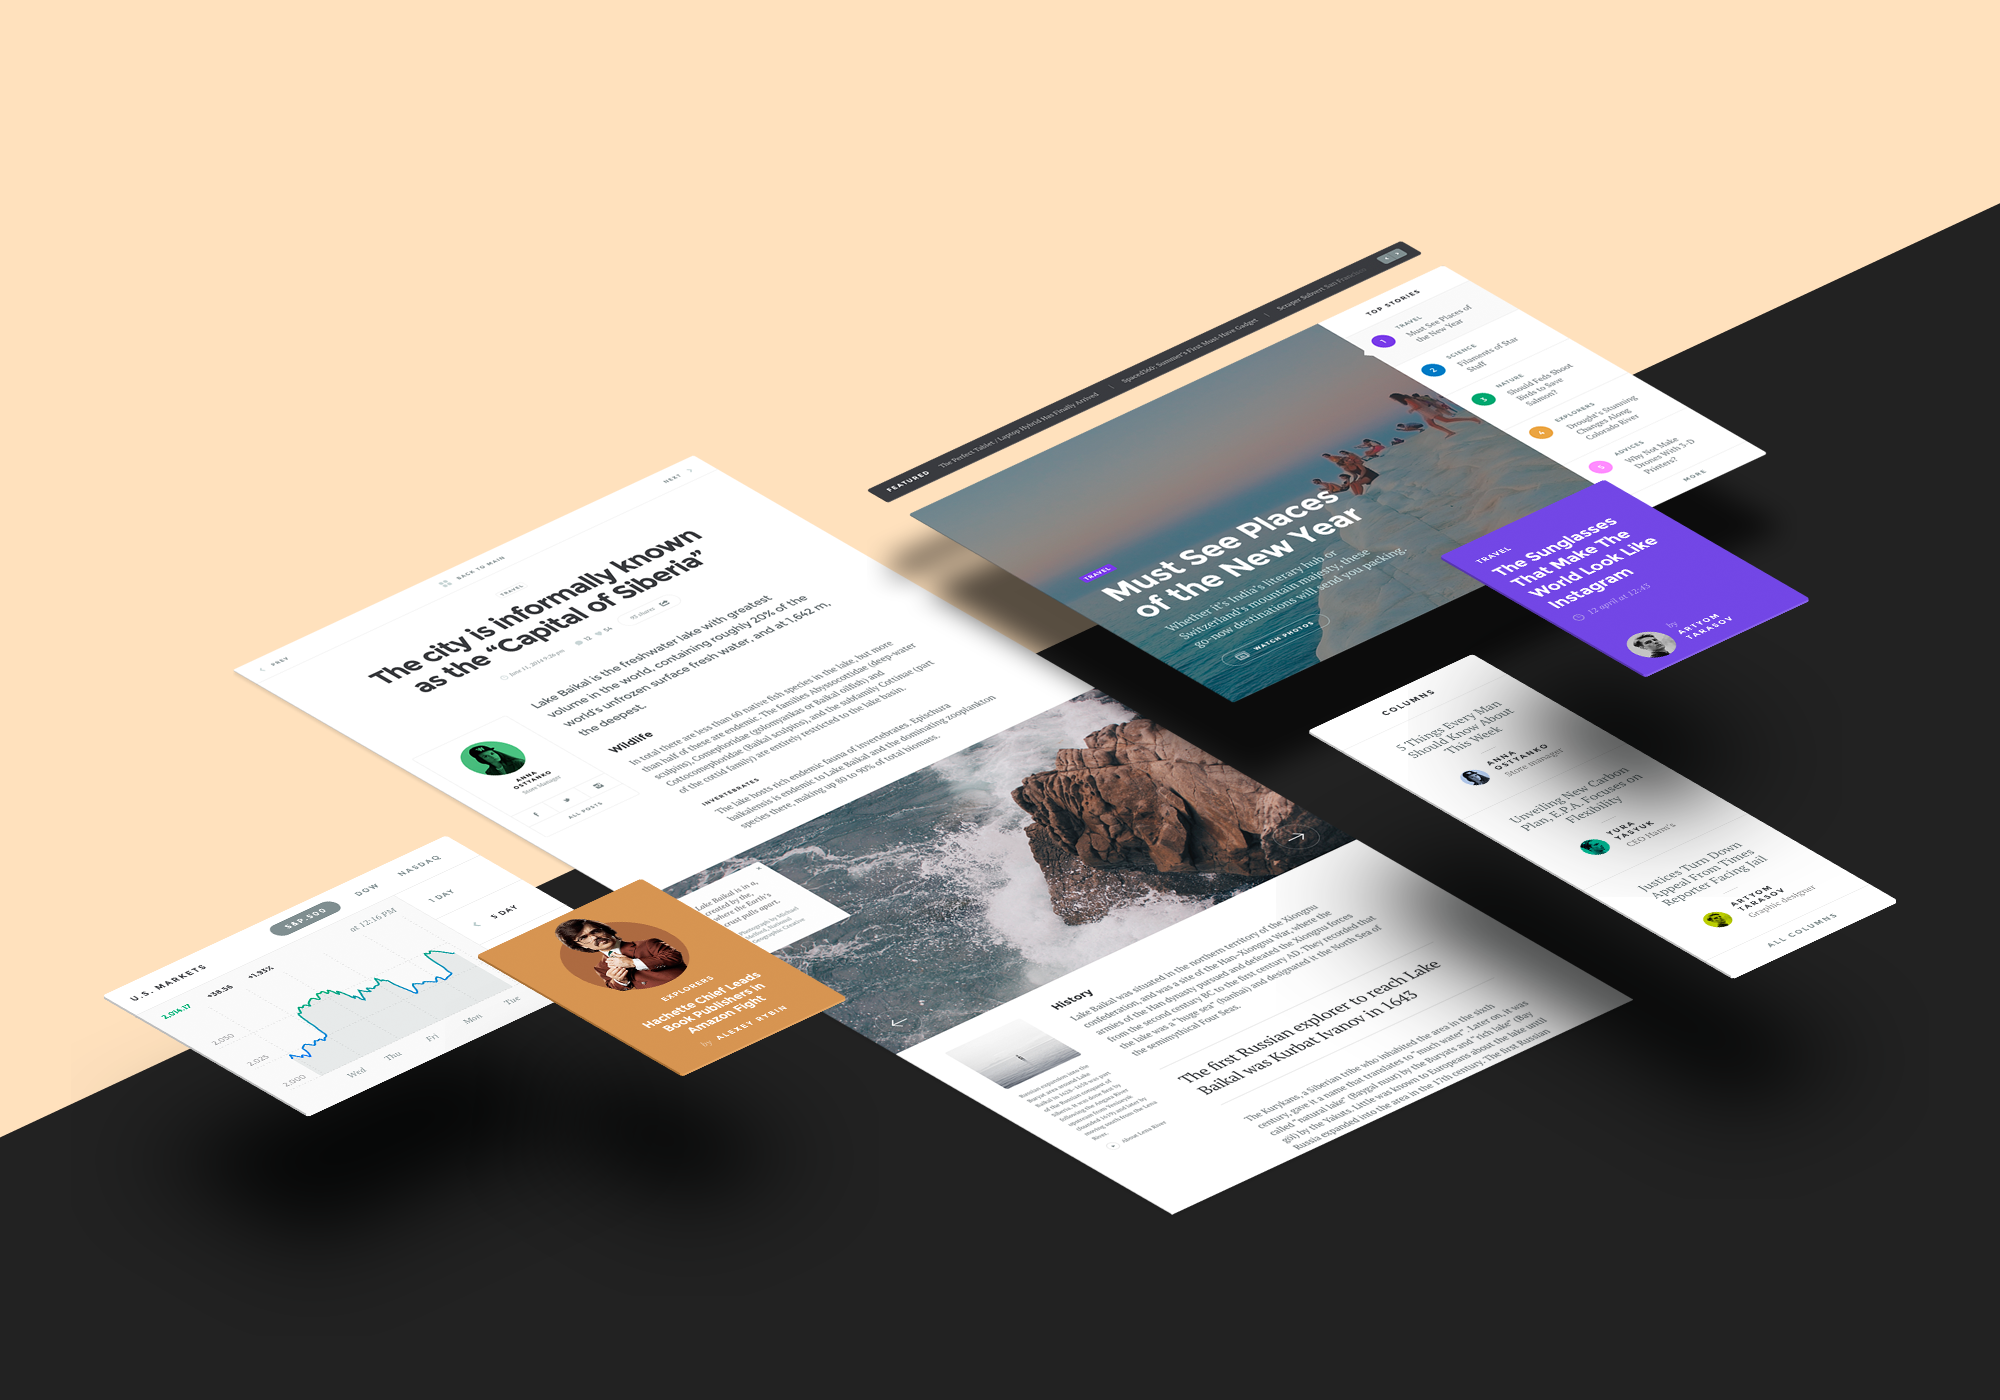 FEATURED
The Perfect Tablet / Laptop Hybrid Has Finally Arrived
Spaced360: Summer's First Must-Have Gadget
Scraper Subvert San Francisco
TOP STORIES
1
TRAVEL
Must See Places of
the New Year
2
SCIENCE
Filaments of Star
Stuff
3
NATURE
Should Feds Shoot
Birds to Save
Salmon?
4
EXPLORERS
Drought's Stunning
Changes Along
Colorado River
5
ADVICES
Why Not Make
Drones With 3-D
Printers?
MORE
TRAVEL
Must See Places
of the New Year
Whether it's India's literary hub or
Switzerland's mountain majesty, these
go-now destinations will send you packing.
WATCH PHOTOS
TRAVEL
The Sunglasses
That Make The
World Look Like
Instagram
12 april at 12:43
by ARTYOM
TARASOV
COLUMNS
5 Things Every Man
Should Know About
This Week
ANNA
OSTYANKO
Store manager
Unveiling New Carbon
Plan, E.P.A. Focuses on
Flexibility
YURA
TASYUK
CEO Hams's
Justices Turn Down
Appeal From Times
Reporter Facing Jail
ARTYOM
TARASOV
Graphic designer
ALL COLUMNS
PREV
BACK TO MAIN
NEXT
TRAVEL
The city is informally known
as the “Capital of Siberia”
June 11, 2014 9:26 pm
12
54
93 shares
Lake Baikal is the freshwater lake with greatest
volume in the world, containing roughly 20% of the
world's unfrozen surface fresh water, and at 1,642 m,
the deepest.
ANNA
OSTYANKO
Store Manager
ALL POSTS
Wildlife
In total there are less than 60 native fish species in the lake, but more
than half of these are endemic. The families Abyssocottidae (deep-water
sculpins), Comephoridae (golomyankas or Baikal oilfish) and
Cottocomephoridae (Baikal sculpins), and the subfamily Cottinae (part
of the cottid family) are entirely restricted to the lake basin.
INVERTEBRATES
The lake hosts rich endemic fauna of invertebrates. Epischura
baikalensis is endemic to Lake Baikal and the dominating zooplankton
species there, making up 80 to 90% of total biomass.
Lake Baikal is in a,
created by the,
where the Earth's
crust pulls apart.
Photograph by Michael
Melford, National
Geographic Creative
History
Lake Baikal was situated in the northern territory of the Xiongnu
confederation, and was a site of the Han–Xiongnu War, where the
armies of the Han dynasty pursued and defeated the Xiongnu forces
from the second century BC to the first century AD. They recorded that
the lake was a "huge sea" (hanhai) and designated it the North Sea of
the semimythical Four Seas.
Russian expansion into the
Buryat area around Lake
Baikal in 1628–1658 was part
of the Russian conquest of
Siberia. It was done first by
following the Angara River
upstream from Yeniseysk
(founded 1619) and later by
moving south from the Lena
River.
About Lena River
The first Russian explorer to reach Lake
Baikal was Kurbat Ivanov in 1643
The Kurykans, a Siberian tribe who inhabited the area in the sixth
century, gave it a name that translates to "much water". Later on, it was
called "natural lake" (Baygal nuur) by the Buryats and "rich lake" (Bay
göl) by the Yakuts. Little was known to Europeans about the lake until
Russia expanded into the area in the 17th century. The first Russian
U.S. MARKETS
S&P 500
DOW
NASDAQ
2,014.17
+38.56
+1.93%
at 12:16 PM
1 DAY
5 DAY
2,050
2,025
2,000
Wed
Thu
Fri
Mon
Tue
EXPLORERS
Hachette Chief Leads
Book Publishers in
Amazon Fight
by ALEXEY RYBIN